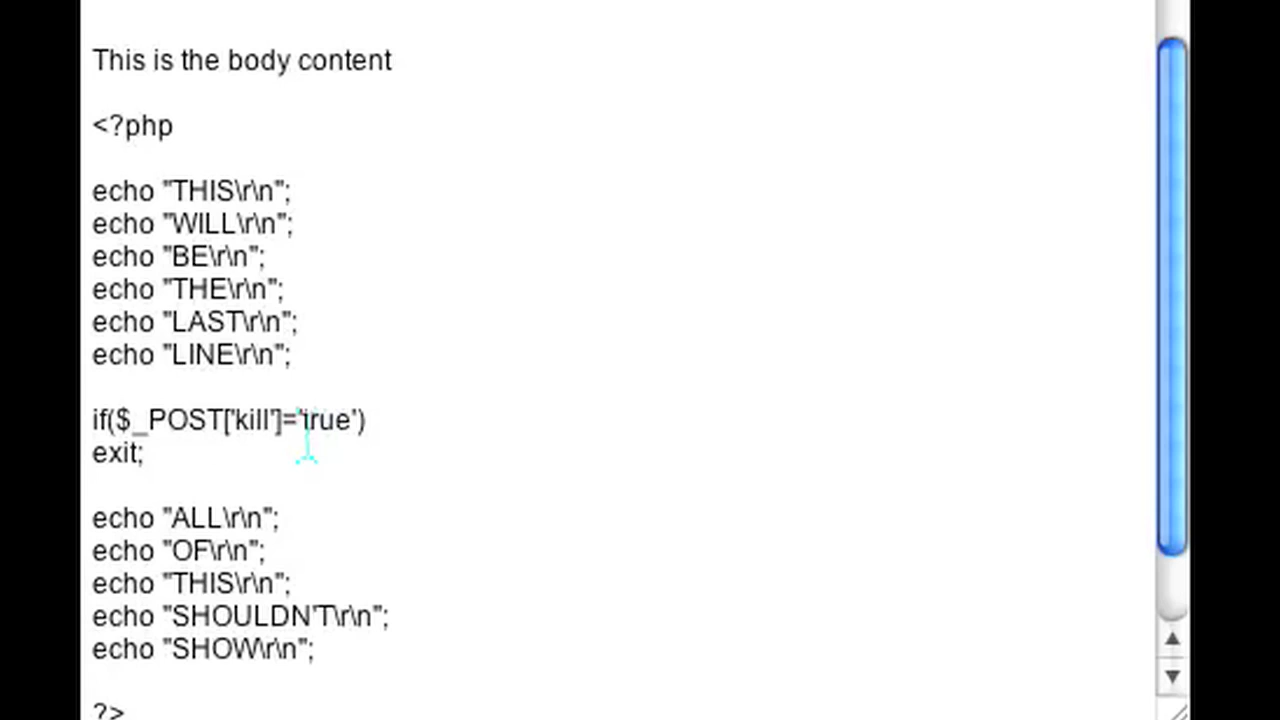 This is the body content
<?php
echo "THIS\r\n";
echo "WILL\r\n";
echo "BE\r\n";
echo "THE\r\n";
echo "LAST\r\n";
echo "LINE\r\n";
if($_POST['kill']='true')
exit;
echo "ALL\r\n";
echo "OF\r\n";
echo "THIS\r\n";
echo "SHOULDN'T\r\n";
echo "SHOW\r\n";
?>